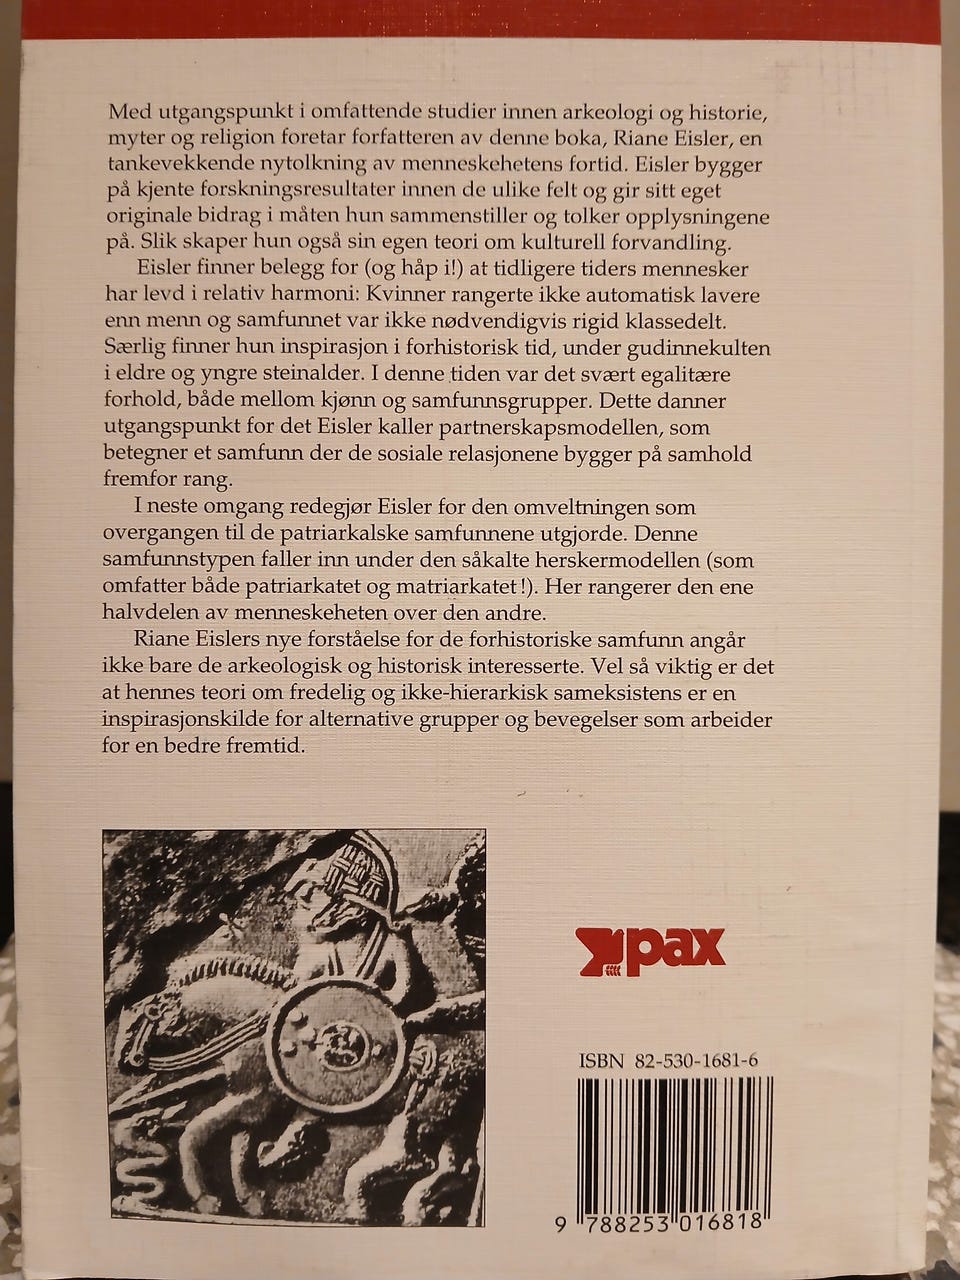 Med utgangspunkt i omfattende studier innen arkeologi og historie,
myter og religion foretar forfatteren av denne boka, Riane Eisler, en
tankevekkende nytolkning av menneskehetens fortid. Eisler bygger
på kjente forskningsresultater innen de ulike felt og gir sitt eget
originale bidrag i måten hun sammenstiller og tolker opplysningene
på. Slik skaper hun også sin egen teori om kulturell forvandling.
Eisler finner belegg for (og håp i!) at tidligere tiders mennesker
har levd i relativ harmoni: Kvinner rangerte ikke automatisk lavere
enn menn og samfunnet var ikke nødvendigvis rigid klassedelt.
Særlig finner hun inspirasjon i forhistorisk tid, under gudinnekulten
i eldre og yngre steinalder. I denne tiden var det svært egalitære
forhold, både mellom kjønn og samfunnsgrupper. Dette danner
utgangspunkt for det Eisler kaller partnerskapsmodellen, som
betegner et samfunn der de sosiale relasjonene bygger på samhold
fremfor rang.
I neste omgang redegjør Eisler for den omveltningen som
overgangen til de patriarkalske samfunnene utgjorde. Denne
samfunnstypen faller inn under den såkalte herskermodellen (som
omfatter både patriarkatet og matriarkatet!). Her rangerer den ene
halvdelen av menneskeheten over den andre.
Riane Eislers nye forståelse for de forhistoriske samfunn angår
ikke bare de arkeologisk og historisk interesserte. Vel så viktig er det
at hennes teori om fredelig og ikke-hierarkisk sameksistens er en
inspirasjonskilde for alternative grupper og bevegelser som arbeider
for en bedre fremtid.
pax
ISBN 82-530-1681-6
9 788253 016818